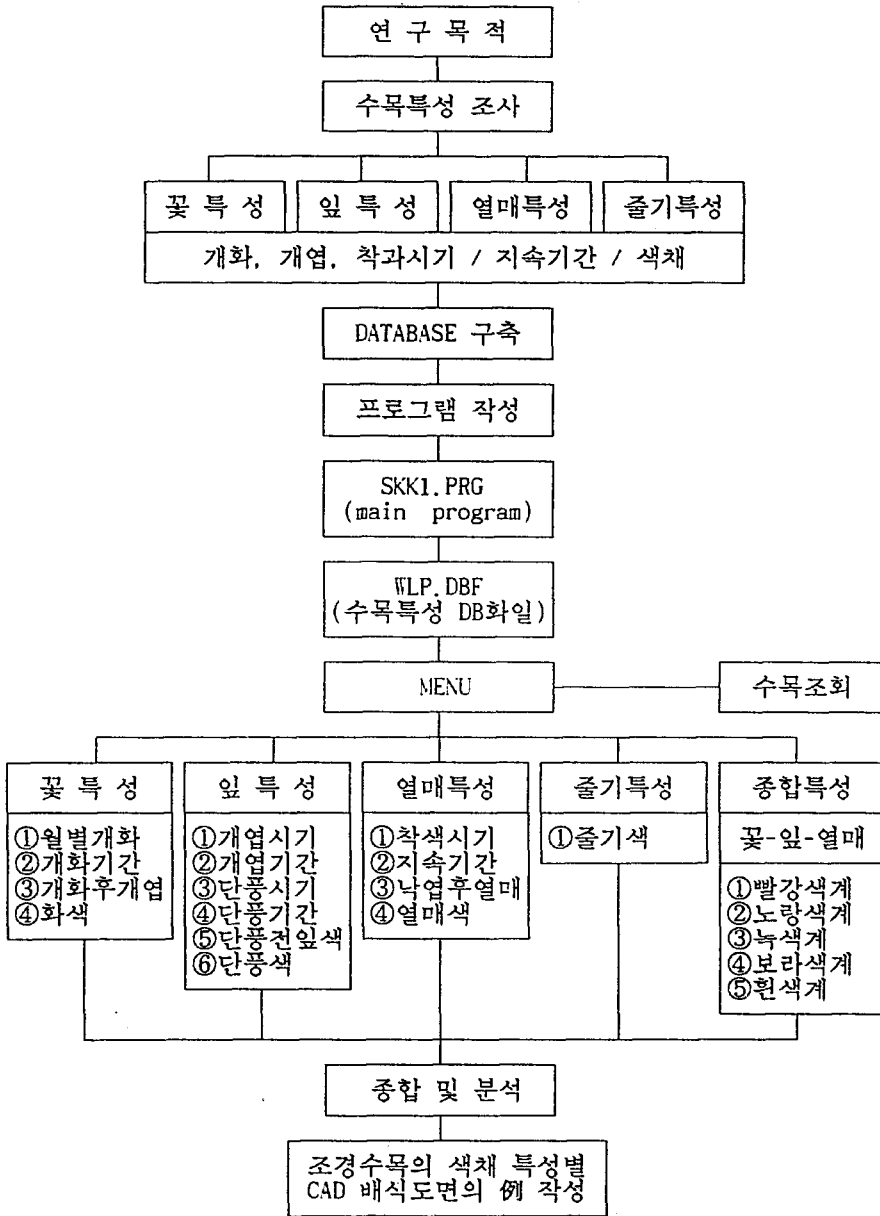 연 구 목 적
수목특성 조사
꽃 특 성
잎 특 성
열매특성
줄기특성
개화, 개엽, 착과시기 / 지속기간 / 색채
DATABASE 구축
프로그램 작성
SKK1.PRG
(main program)
WLP.DBF
(수목특성 DB화일)
MENU
수목조회
꽃 특 성
①월별개화
②개화기간
③개화후개엽
④화색
잎 특 성
①개엽시기
②개엽기간
③단풍시기
④단풍기간
⑤단풍전잎색
⑥단풍색
열매특성
①착색시기
②지속기간
③낙엽후열매
④열매색
줄기특성
①줄기색
종합특성
꽃-잎-열매
①빨강색계
②노랑색계
③녹색계
④보라색계
⑤흰색계
종합 및 분석
조경수목의 색채 특성별
CAD 배식도면의 例 작성